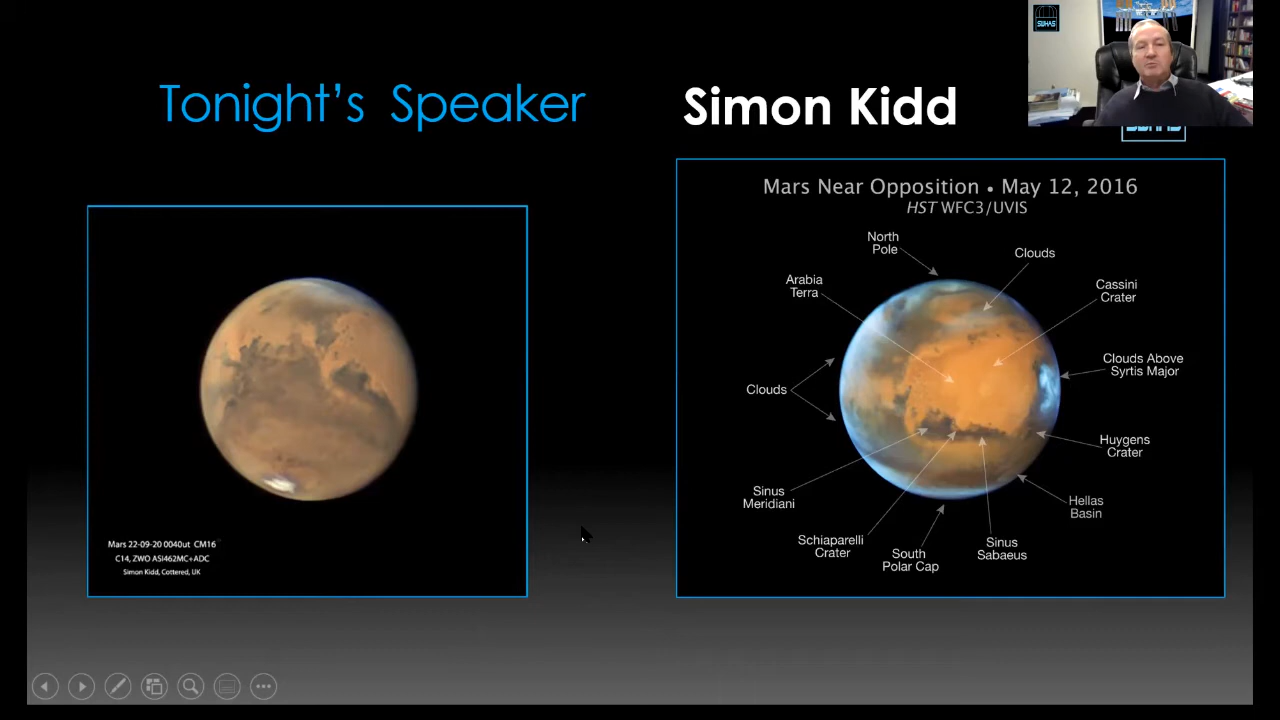 Tonight's Speaker
Simon Kidd
SWHAS
Mars Near Opposition • May 12, 2016
HST WFC3/UVIS
North
Pole
Clouds
Arabia
Terra
Cassini
Crater
Clouds Above
Syrtis Major
Clouds
Huygens
Crater
Sinus
Meridiani
Hellas
Basin
Schiaparelli
Crater
South
Polar Cap
Sinus
Sabaeus
Mars 22-09-20 0040ut CM16
C14, ZWO ASI462MC+ADC
Simon Kidd, Cottered, UK